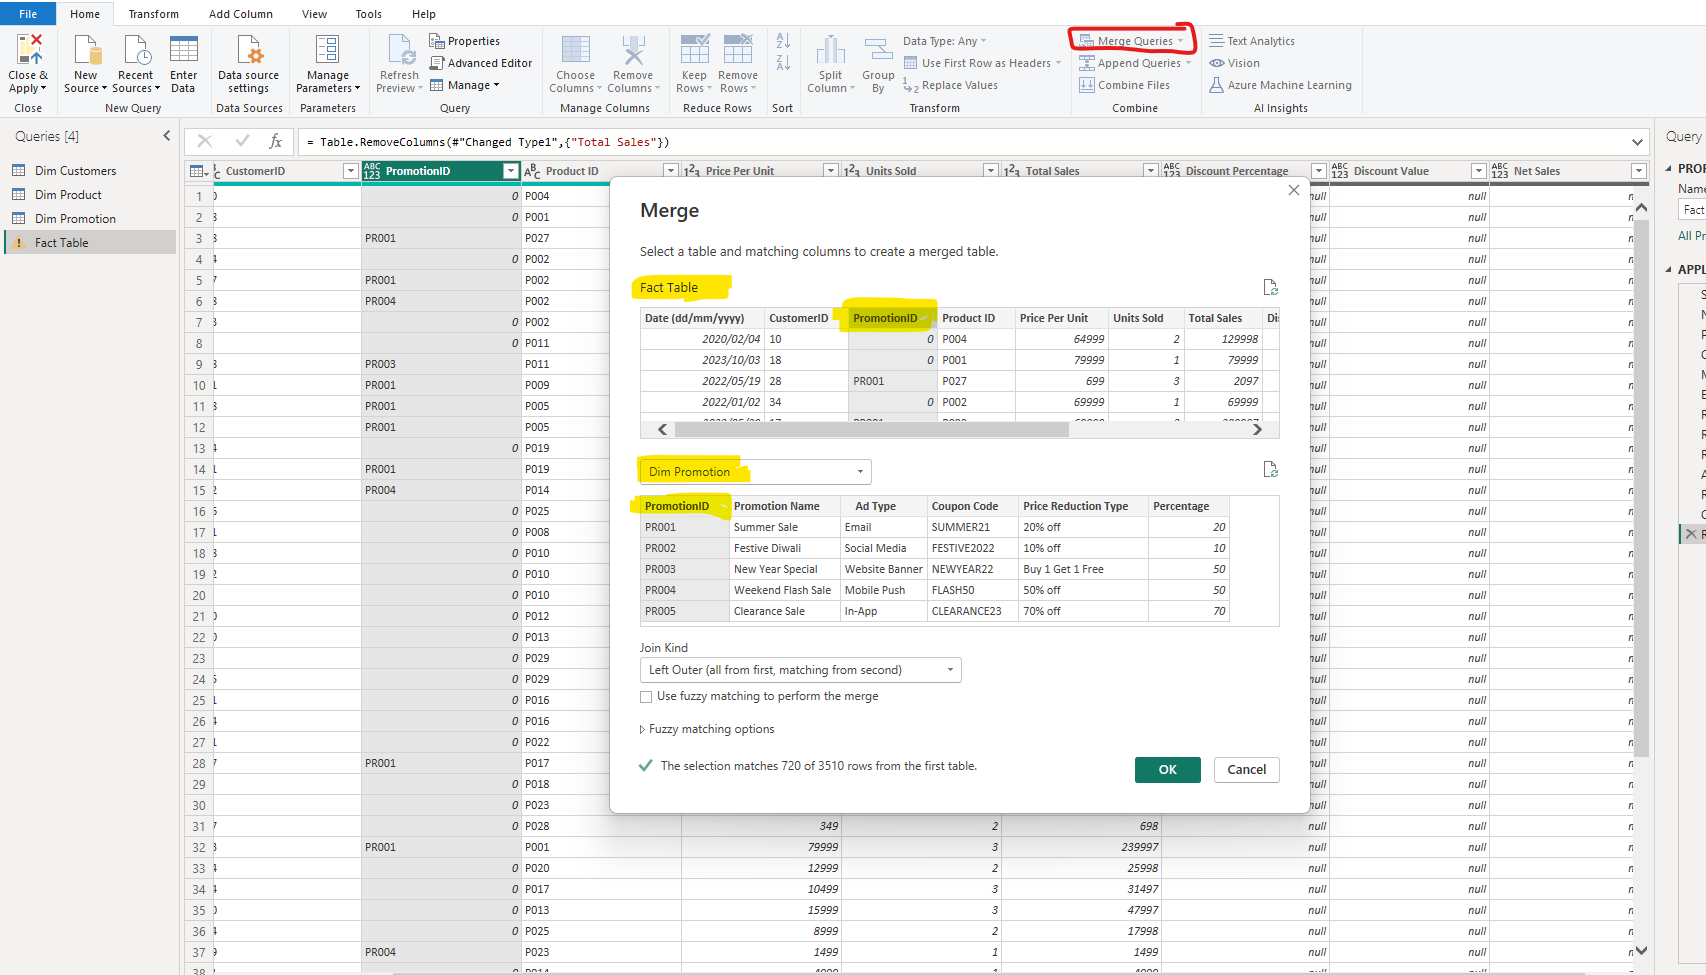 File Home Transform Add Column View Tools Help
Close & Apply
New Source
Recent Sources
Enter Data
Data source settings
Manage Parameters
Refresh Preview
Properties
Advanced Editor
Manage
Choose Columns
Remove Columns
Keep Rows
Remove Rows
Split Column
Group By
Data Type: Any
Use First Row as Headers
Replace Values
Merge Queries
Append Queries
Combine Files
Text Analytics
Vision
Azure Machine Learning
Close New Query Data Sources Parameters Query Manage Columns Reduce Rows Sort Transform Combine AI Insights
Queries [4]
Dim Customers
Dim Product
Dim Promotion
Fact Table
fx = Table.RemoveColumns(#"Changed Type1",{"Total Sales"})
CustomerID PromotionID Product ID Price Per Unit Units Sold Total Sales Discount Percentage Discount Value Net Sales
1 0 P004 null null
2 0 P001 null null
3 PR001 P027 null null
4 0 P002 null null
5 PR001 P002 null null
6 PR004 P002 null null
7 0 P002 null null
8 0 P011 null null
9 PR003 P011 null null
10 PR001 P009 null null
11 PR001 P005 null null
12 PR001 P005 null null
13 0 P019 null null
14 PR001 P019 null null
15 PR004 P014 null null
16 0 P025 null null
17 0 P008 null null
18 0 P010 null null
19 0 P010 null null
20 0 P010 null null
21 0 P012 null null
22 0 P013 null null
23 0 P029 null null
24 0 P029 null null
25 0 P016 null null
26 0 P016 null null
27 0 P022 null null
28 PR001 P017 null null
29 0 P018 null null
30 0 P023 null null
31 0 P028 349 2 698 null null
32 PR001 P001 79999 3 239997 null null
33 0 P020 12999 2 25998 null null
34 0 P017 10499 3 31497 null null
35 0 P013 15999 3 47997 null null
36 0 P025 8999 2 17998 null null
37 PR004 P023 1499 1 1499 null null
38
Merge
Select a table and matching columns to create a merged table.
Fact Table
Date (dd/mm/yyyy) CustomerID PromotionID Product ID Price Per Unit Units Sold Total Sales Di
2020/02/04 10 0 P004 64999 2 129998
2023/10/03 18 0 P001 79999 1 79999
2022/05/19 28 PR001 P027 699 3 2097
2022/01/02 34 0 P002 69999 1 69999
Dim Promotion
PromotionID Promotion Name Ad Type Coupon Code Price Reduction Type Percentage
PR001 Summer Sale Email SUMMER21 20% off 20
PR002 Festive Diwali Social Media FESTIVE2022 10% off 10
PR003 New Year Special Website Banner NEWYEAR22 Buy 1 Get 1 Free 50
PR004 Weekend Flash Sale Mobile Push FLASH50 50% off 50
PR005 Clearance Sale In-App CLEARANCE23 70% off 70
Join Kind
Left Outer (all from first, matching from second)
Use fuzzy matching to perform the merge
Fuzzy matching options
The selection matches 720 of 3510 rows from the first table.
OK Cancel
Query
PROP
Name
Fact
All Pr
APPL